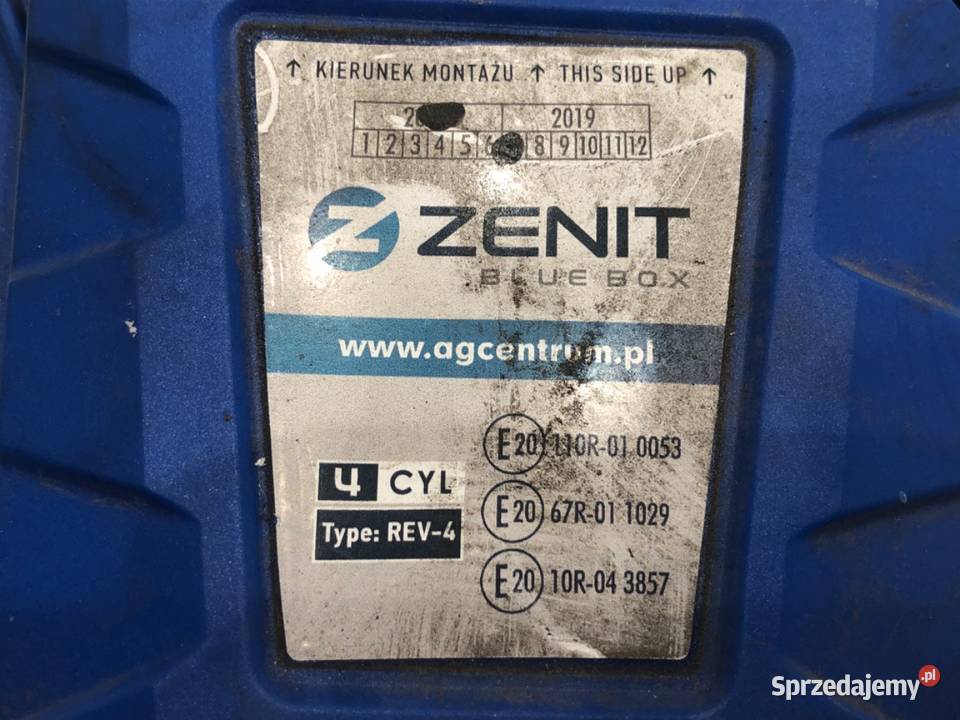 ↑ KIERUNEK MONTAŻU ↑ THIS SIDE UP ↑
2019
1 2 3 4 5 6 8 9 10 11 12
Z ZENIT
BLUE BOX
www.agcentrum.pl
E20 110R-01 0053
4 CYL
E20 67R-01 1029
Type: REV-4
E20 10R-04 3857
Sprzedajemy.pl